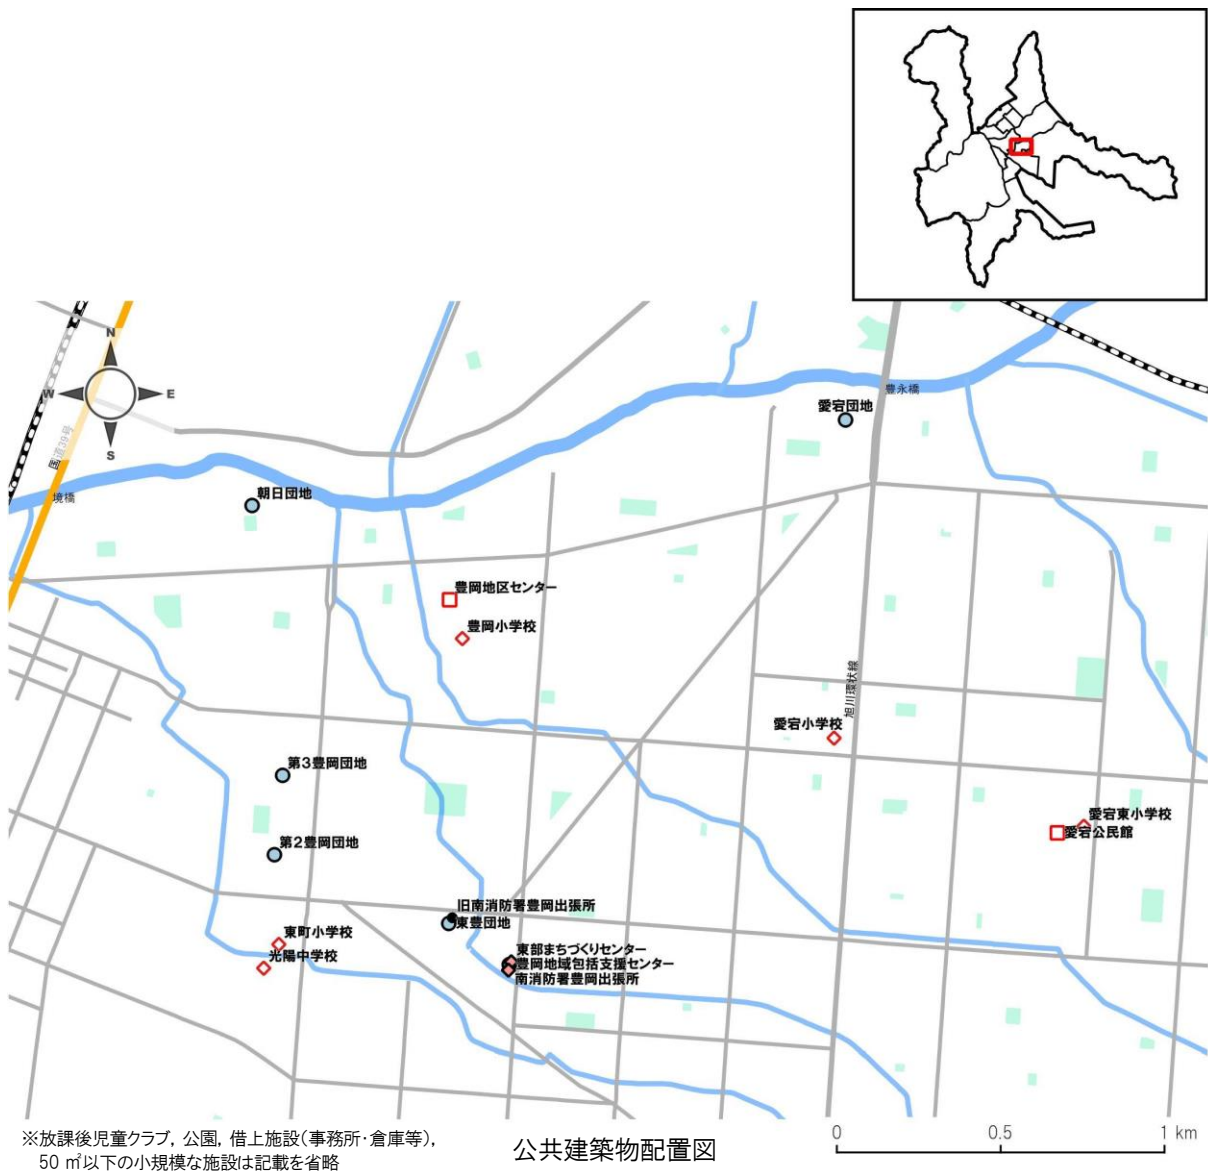 N
W
E
S
国道39号
境橋
豊永橋
愛宕団地
朝日団地
豊岡地区センター
豊岡小学校
旭川環状線
愛宕小学校
第3豊岡団地
愛宕東小学校
愛宕公民館
第2豊岡団地
旧南消防署豊岡出張所
東豊団地
東町小学校
光陽中学校
東部まちづくりセンター
豊岡地域包括支援センター
南消防署豊岡出張所
※放課後児童クラブ，公園，借上施設（事務所・倉庫等），
50 ㎡以下の小規模な施設は記載を省略
公共建築物配置図
0 0.5 1 km